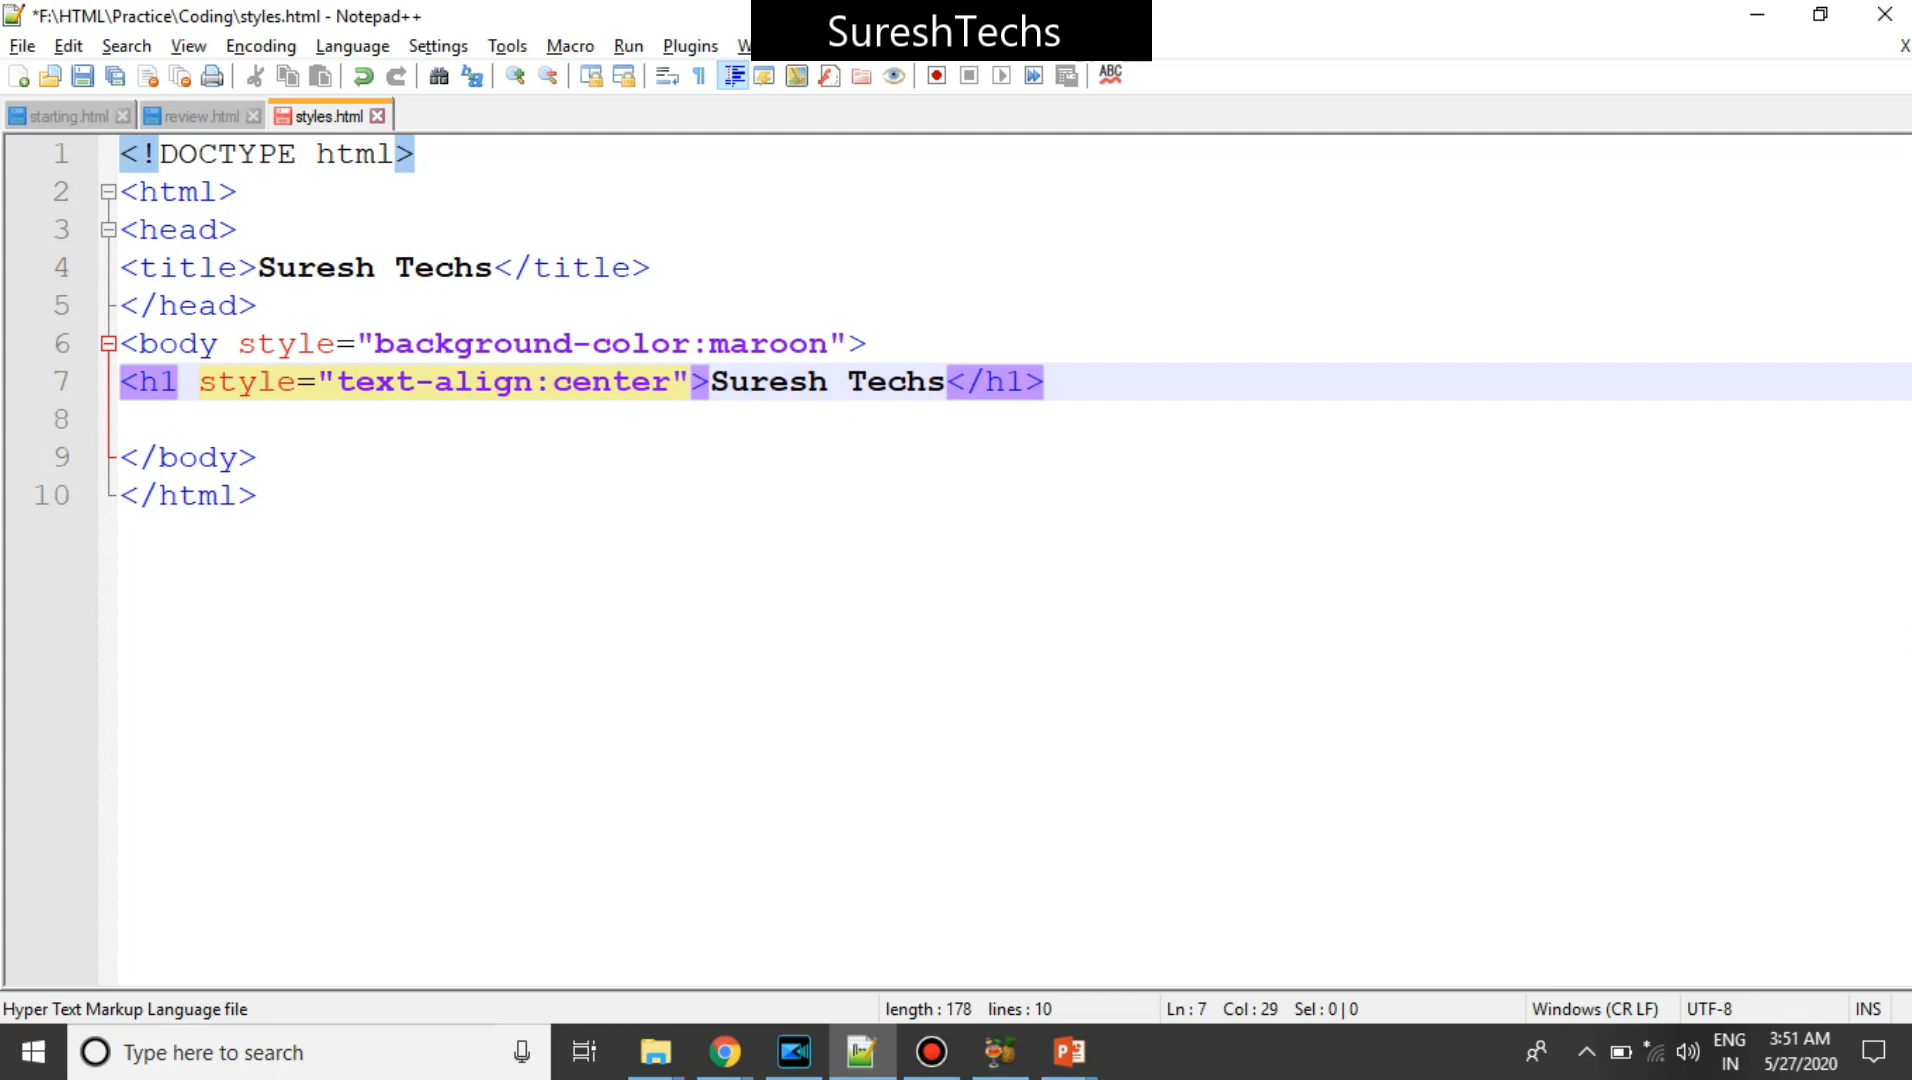 *F:\HTML\Practice\Coding\styles.html - Notepad++
SureshTechs
File Edit Search View Encoding Language Settings Tools Macro Run Plugins W
X
ABC
starting.html review.html styles.html
1 <!DOCTYPE html>
2 <html>
3 <head>
4 <title>Suresh Techs</title>
5 </head>
6 <body style="background-color:maroon">
7 <h1 style="text-align:center">Suresh Techs</h1>
8
9 </body>
10 </html>
Hyper Text Markup Language file length : 178 lines : 10 Ln : 7 Col : 29 Sel : 0 | 0 Windows (CR LF) UTF-8 INS
Type here to search
ENG
IN
3:51 AM
5/27/2020